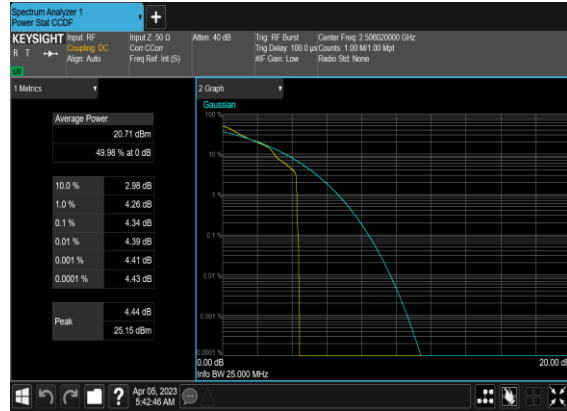 Spectrum Analyzer 1
Power Stat CCDF
KEYSIGHT Input: RF Input Z: 50 Ω Atten: 40 dB Trig: RF Burst Center Freq: 2.506020000 GHz
R T Coupling: DC Corr CCorr Trig Delay: 100.0 µs Counts: 1.00 M/1.00 Mpt
Align: Auto Freq Ref: Int (S) #IF Gain: Low Radio Std: None
1 Metrics
2 Graph
Average Power
20.71 dBm
49.98 % at 0 dB
10.0 % 2.98 dB
1.0 % 4.26 dB
0.1 % 4.34 dB
0.01 % 4.39 dB
0.001 % 4.41 dB
0.0001 % 4.43 dB
Peak 4.44 dB
25.15 dBm
Gaussian
100 %
10 %
1 %
0.1 %
0.01 %
0.001 %
0.0001 %
0.00 dB 20.00 dB
Info BW 25.000 MHz
? Apr 05, 2023
5:42:46 AM